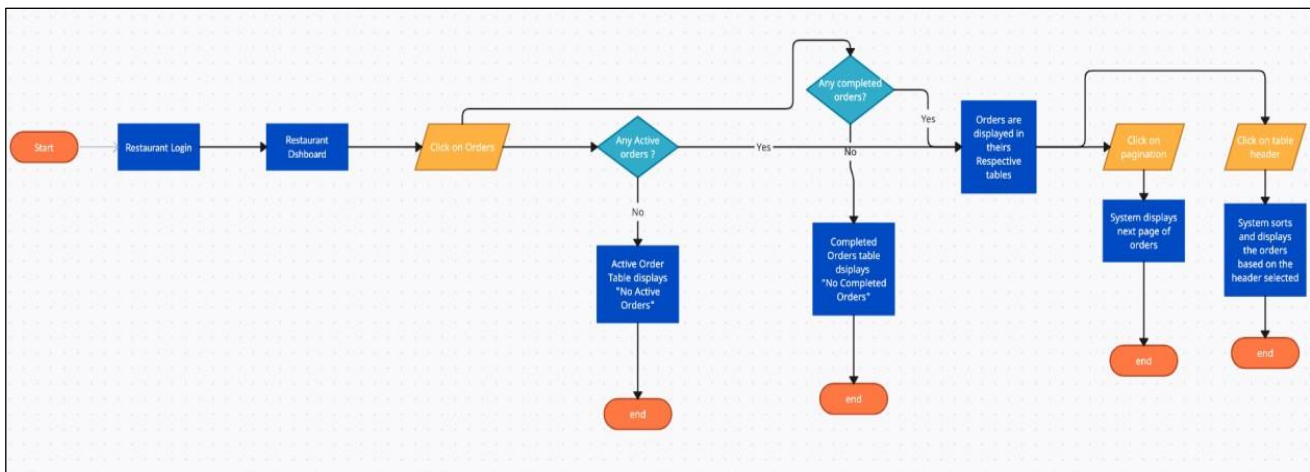 Start
Restaurant Login
Restaurant
Dshboard
Click on Orders
Any Active
orders ?
Yes
No
Active Order
Table displays
"No Active
Orders"
end
Any completed
orders?
Yes
No
Completed
Orders table
dsplays
"No Completed
Orders"
end
Orders are
displayed in
theirs
Respective
tables
Click on
pagination
System displays
next page of
orders
end
Click on table
header
System sorts
and displays
the orders
based on the
header selected
end